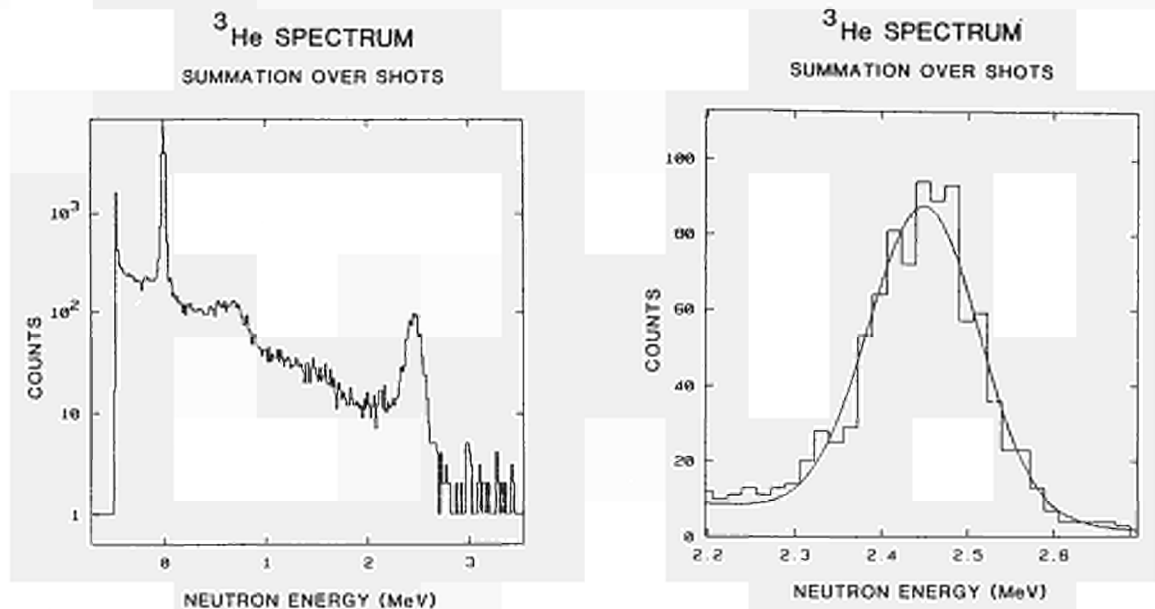 ³He SPECTRUM
SUMMATION OVER SHOTS
10³
10²
10
1
COUNTS
0 1 2 3
NEUTRON ENERGY (MeV)
³He SPECTRUM
SUMMATION OVER SHOTS
100
80
60
40
20
0
COUNTS
2.2 2.3 2.4 2.5 2.6
NEUTRON ENERGY (MeV)